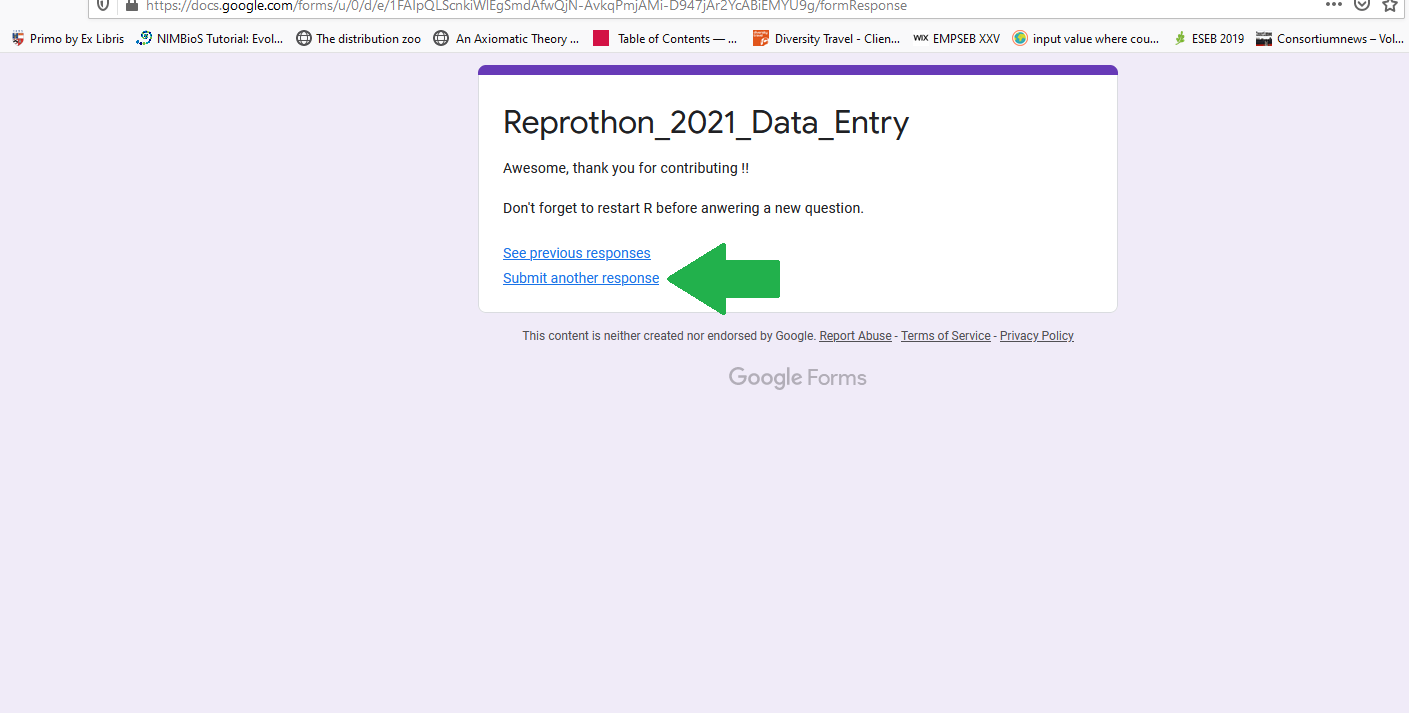 https://docs.google.com/forms/u/0/d/e/1FAIpQLScnkiWlEgSmdAfwQjN-AvkqPmjAMi-D947jAr2YcABiEMYU9g/formResponse
Primo by Ex Libris NIMBioS Tutorial: Evol... The distribution zoo An Axiomatic Theory ... Table of Contents — ... Diversity Travel - Clien... WIX EMPSEB XXV input value where cou... ESEB 2019 Consortiumnews – Vol...
Reprothon_2021_Data_Entry
Awesome, thank you for contributing !!
Don't forget to restart R before anwering a new question.
See previous responses
Submit another response
This content is neither created nor endorsed by Google. Report Abuse - Terms of Service - Privacy Policy
Google Forms